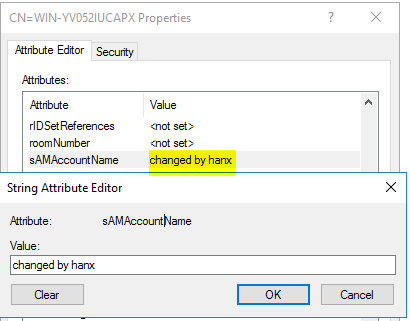 CN=WIN-YV052IUCAPX Properties
Attribute Editor Security
Attributes:
Attribute Value
rIDSetReferences <not set>
roomNumber <not set>
sAMAccountName changed by hanx
String Attribute Editor
Attribute: sAMAccountName
Value:
changed by hanx
Clear OK Cancel